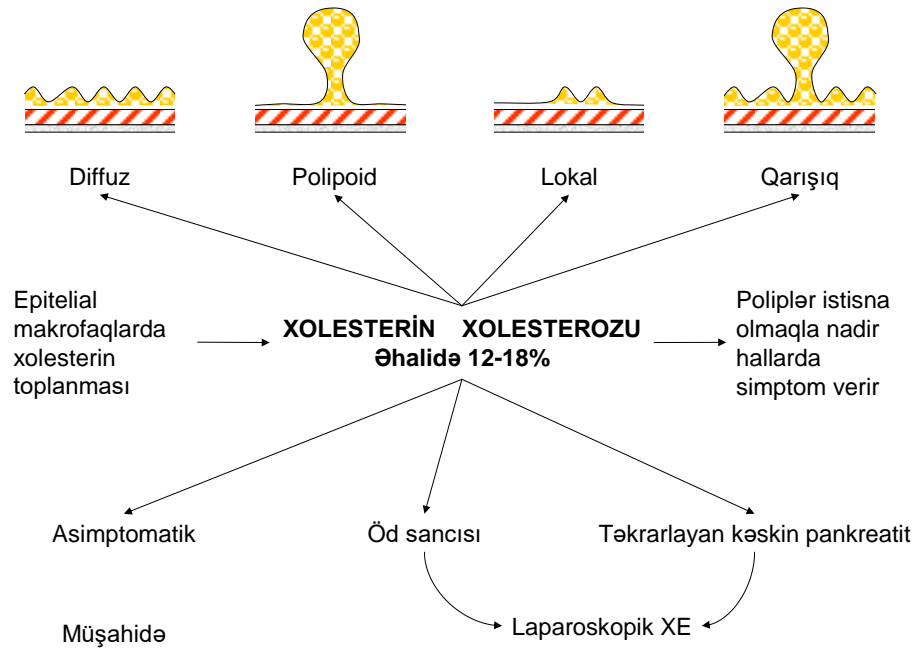 Diffuz
Polipoid
Lokal
Qarışıq
Epitelial
makrofaqlarda
xolesterin
toplanması
XOLESTERİN XOLESTEROZU
Əhalidə 12-18%
Poliplər istisna
olmaqla nadir
hallarda
simptom verir
Asimptomatik
Öd sancısı
Təkrarlayan kəskin pankreatit
Müşahidə
Laparoskopik XE